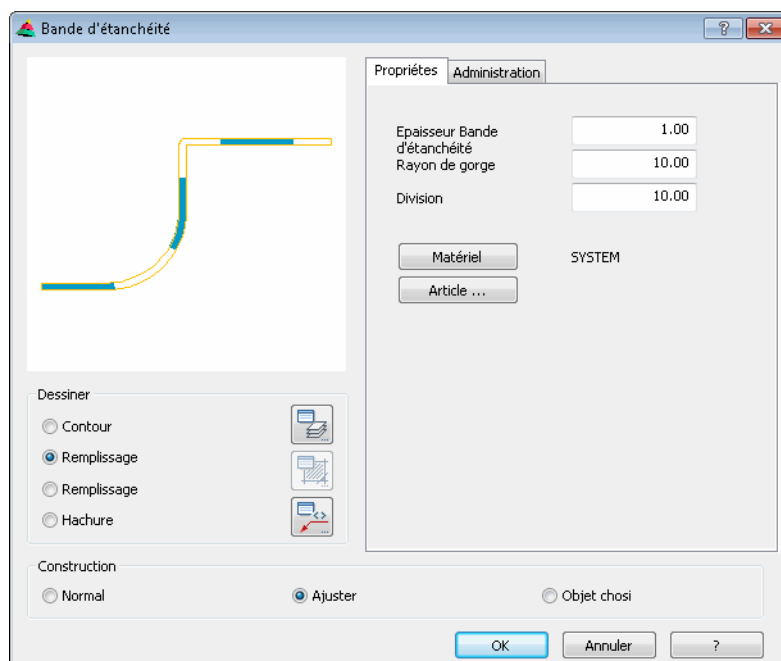 Bande d'étanchéité
Propriétes Administration
Epaisseur Bande d'étanchéité 1.00
Rayon de gorge 10.00
Division 10.00
Matériel SYSTEM
Article ...
Dessiner
Contour
Remplissage
Remplissage
Hachure
Construction
Normal Ajuster Objet chosi
OK Annuler ?